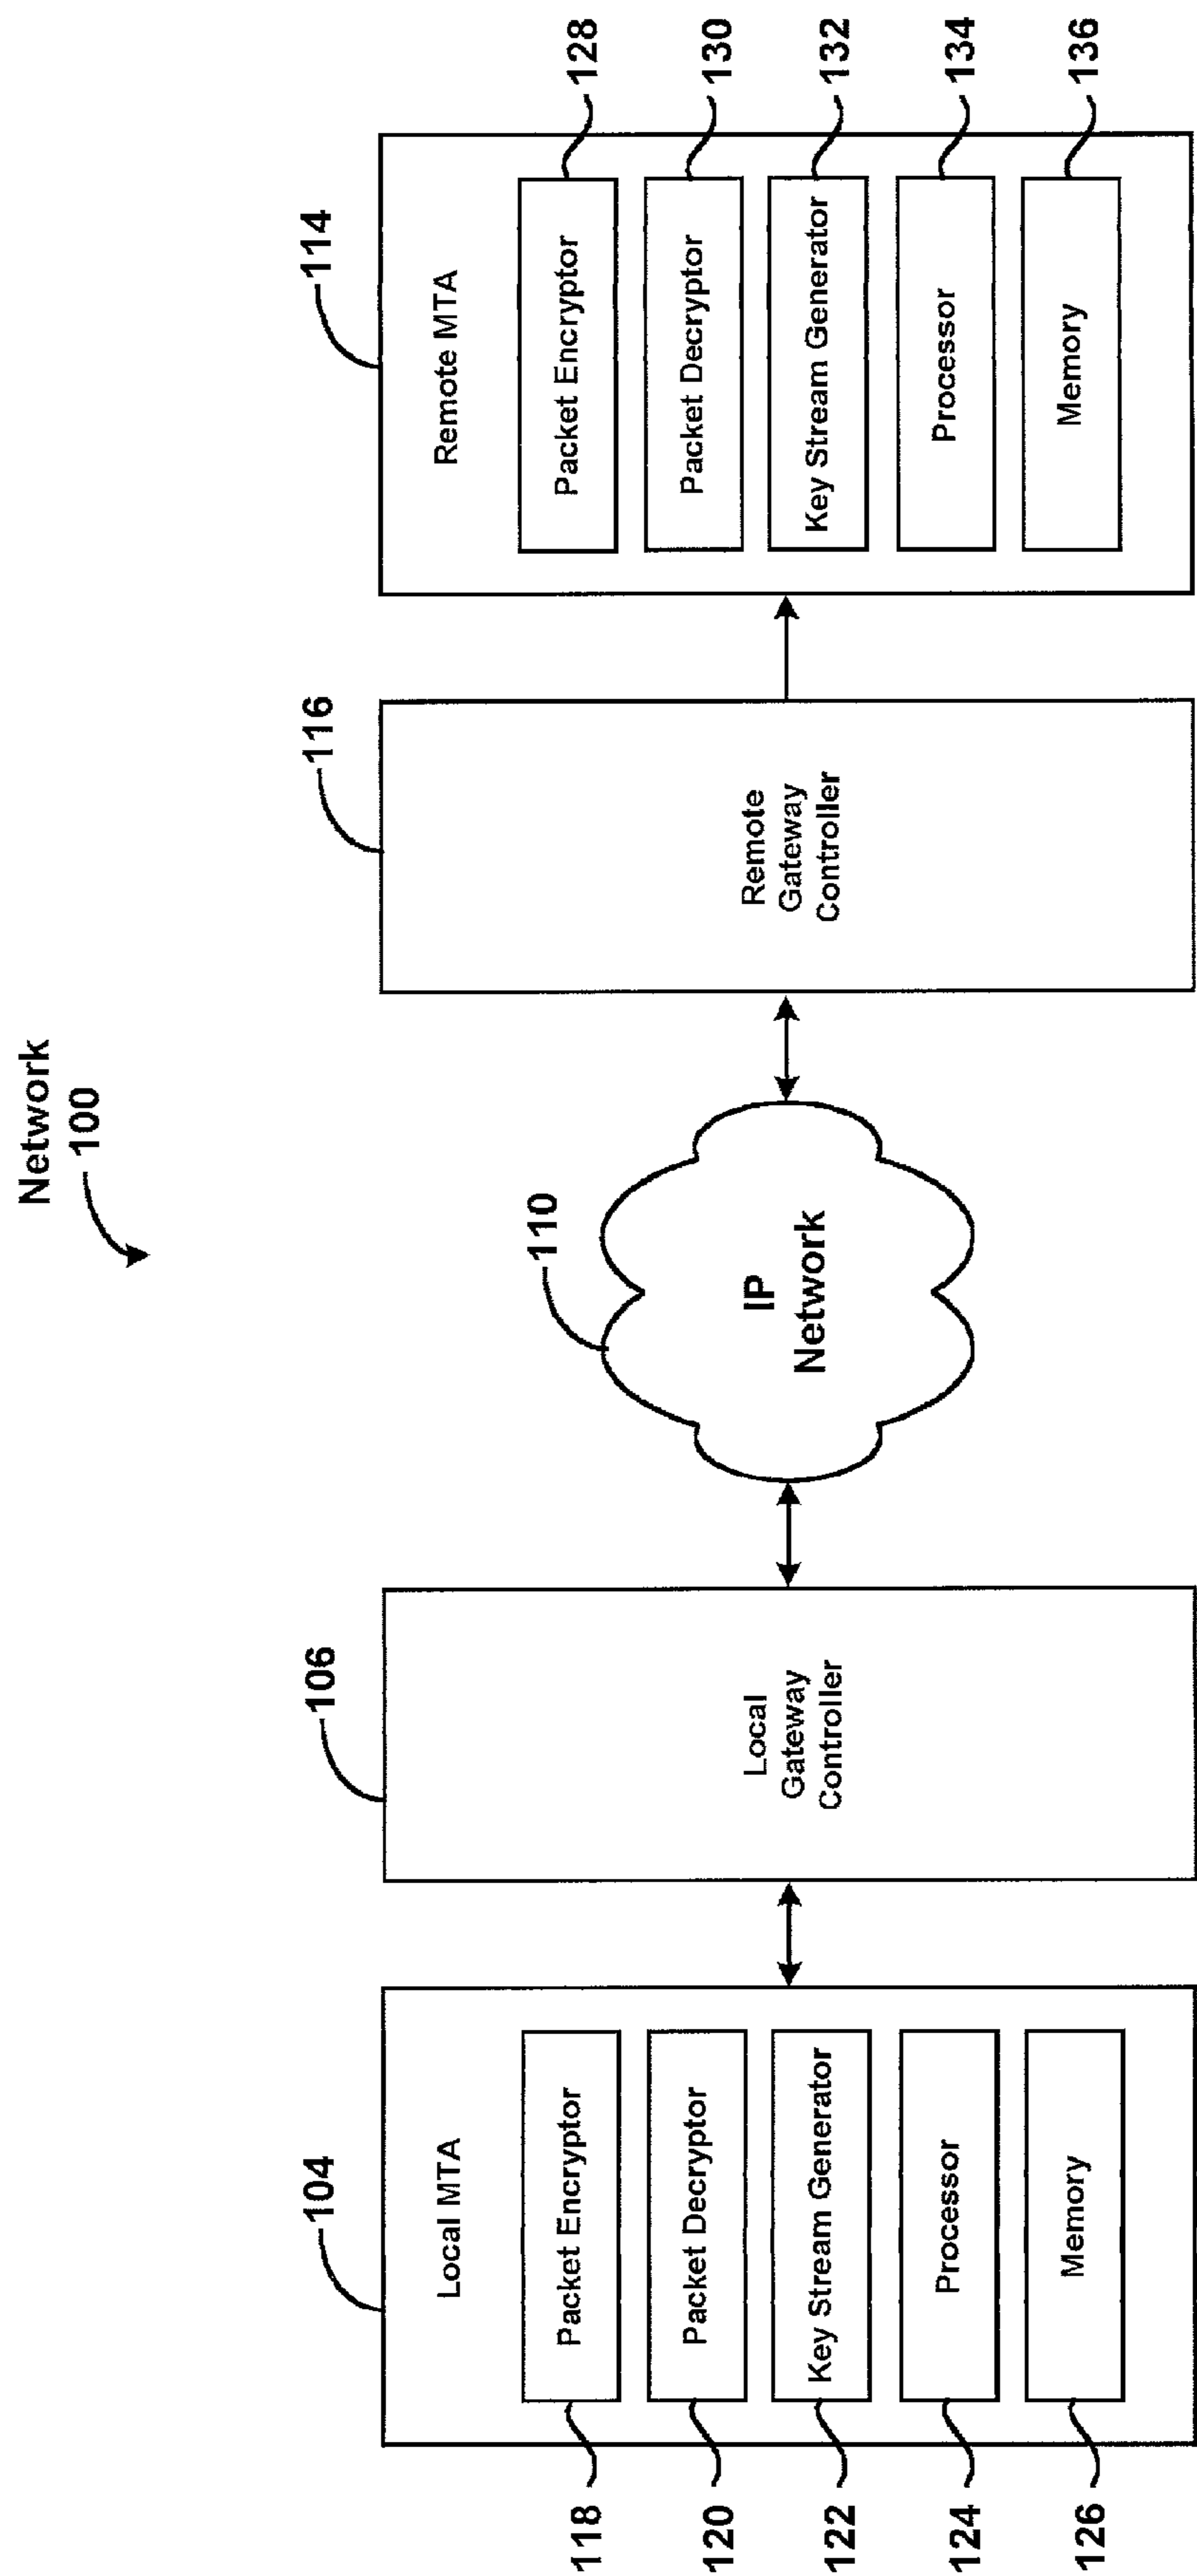 Network
100
104
Local MTA
Packet Encryptor
Packet Decryptor
Key Stream Generator
Processor
Memory
118
120
122
124
126
106
Local
Gateway
Controller
110
IP
Network
116
Remote
Gateway
Controller
114
Remote MTA
Packet Encryptor
Packet Decryptor
Key Stream Generator
Processor
Memory
128
130
132
134
136